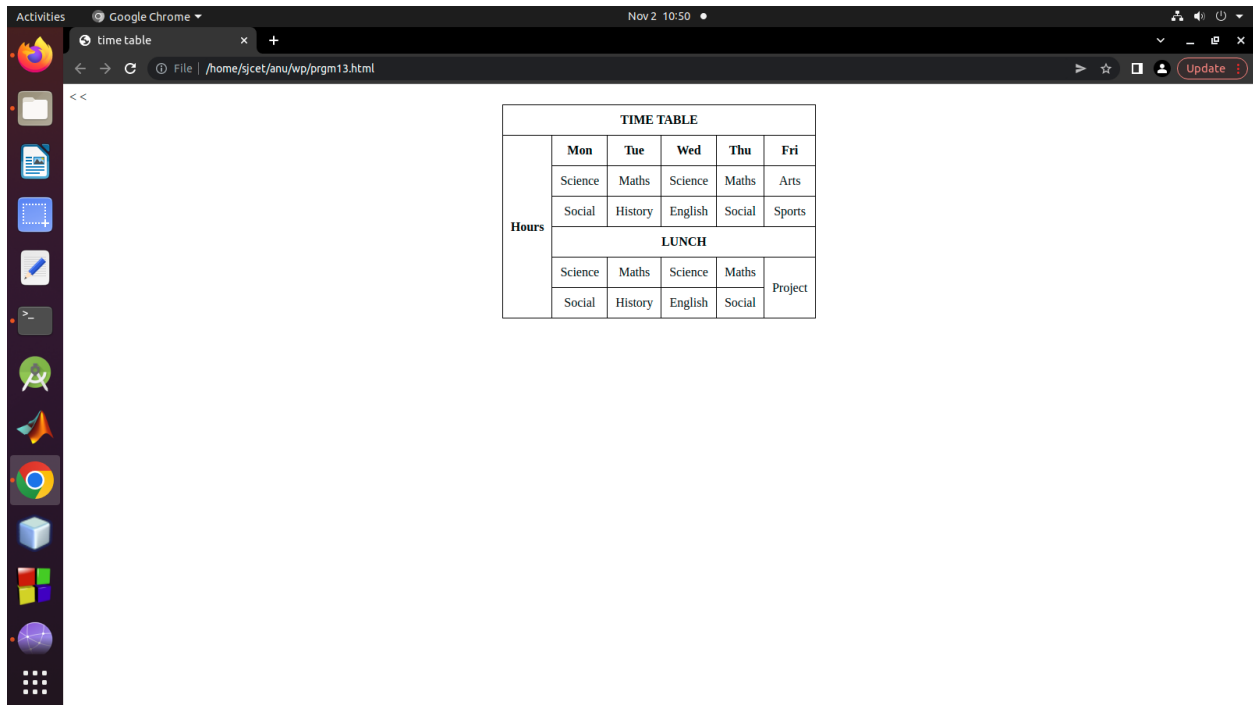 Activities Google Chrome Nov 2 10:50
time table
File /home/sjcet/anu/wp/prgm13.html Update
< <
TIME TABLE
Mon Tue Wed Thu Fri
Science Maths Science Maths Arts
Social History English Social Sports
Hours
LUNCH
Science Maths Science Maths
Project
Social History English Social